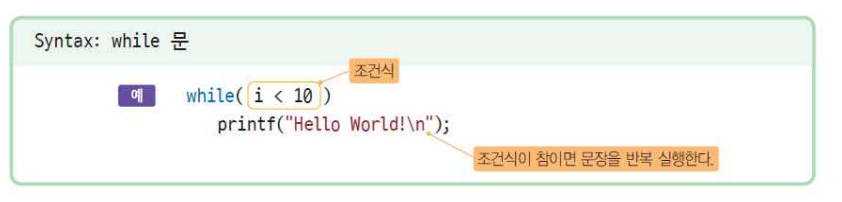 Syntax: while 문
조건식
예 while( i < 10 )
printf("Hello World!\n");
조건식이 참이면 문장을 반복 실행한다.